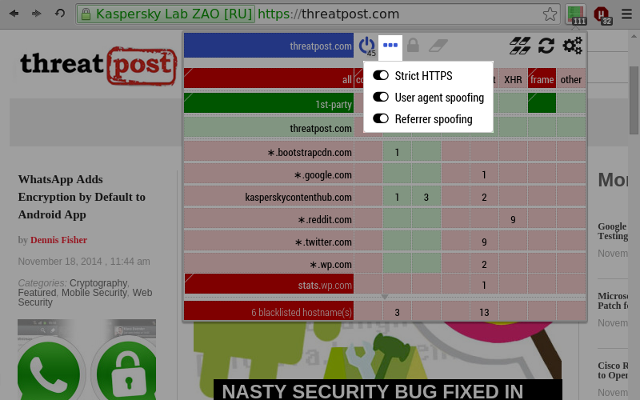 Kaspersky Lab ZAO [RU] https://threatpost.com
111
32
threatpost.com
45
threatpost
Strict HTTPS
User agent spoofing
Referrer spoofing
all XHR frame other
1st-party
threatpost.com
∗.bootstrapcdn.com 1
∗.google.com 1
kasperskycontenthub.com 1 3 2
∗.reddit.com 9
∗.twitter.com 9
∗.wp.com 2
stats.wp.com 1
6 blacklisted hostname(s) 3 13
WhatsApp Adds
Encryption by Default to
Android App
by Dennis Fisher
November 18, 2014 , 11:44 am
Categories: Cryptography,
Featured, Mobile Security, Web
Security
NASTY SECURITY BUG FIXED IN
Google
Testing
Novem
Microso
Patch fo
Novem
Cisco R
to Open